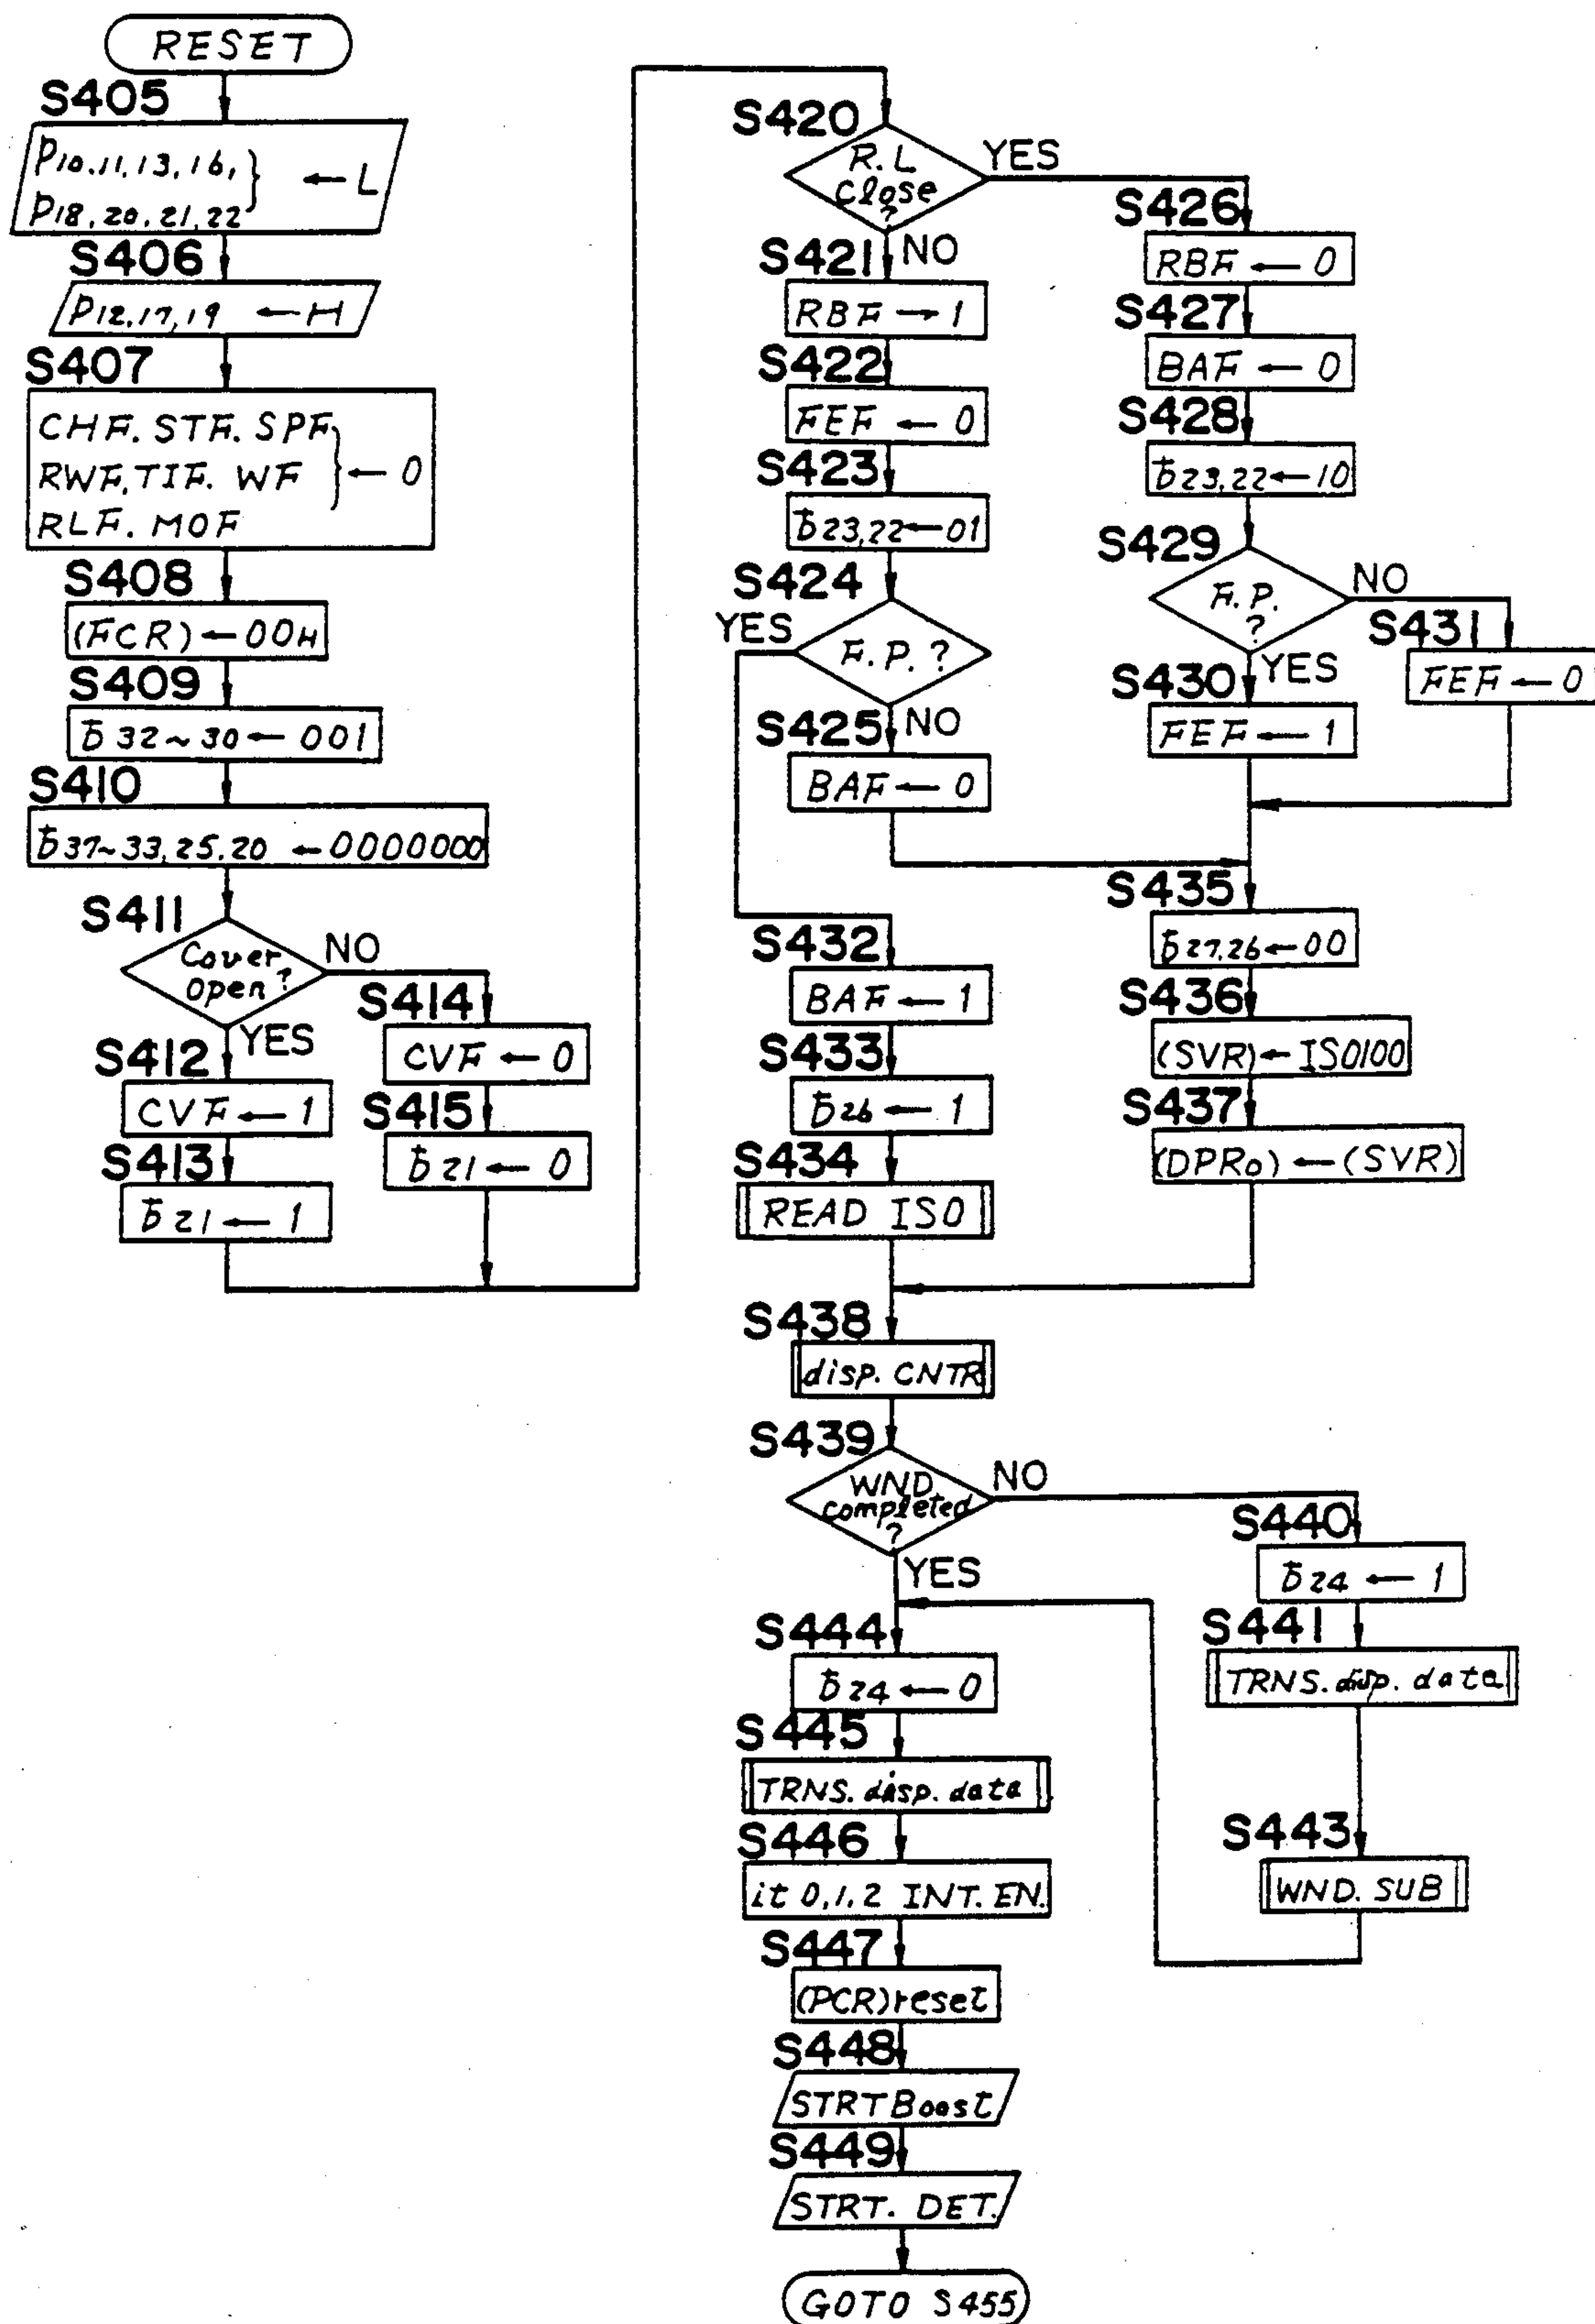 RESET
S405
P10,11,13,16,
P18,20,21,22 } ← L
S406
P12,17,19 ← H
S407
CHF. STF. SPF
RWF, TIF. WF } ← 0
RLF. MOF
S408
(FCR) ← 00H
S409
b32~30 ← 001
S410
b37~33,25,20 ← 0000000
S411
Cover
open?
NO
YES
S412
CVF ← 1
S413
b21 ← 1
S414
CVF ← 0
S415
b21 ← 0
S420
R.L
Close
?
YES
NO
S421
RBF → 1
S422
FEF ← 0
S423
b23,22 ← 01
S424
YES
F.P.?
NO
S425
BAF ← 0
S426
RBF ← 0
S427
BAF ← 0
S428
b23,22 ← 10
S429
F.P.
?
NO
YES
S430
FEF ← 1
S431
FEF ← 0
S432
BAF ← 1
S433
b26 ← 1
S434
READ ISO
S435
b27,26 ← 00
S436
(SVR) ← ISO100
S437
(DPR0) ← (SVR)
S438
disp. CNTR
S439
WND
completed
?
NO
YES
S440
b24 ← 1
S441
TRNS. disp. data
S443
WND. SUB
S444
b24 ← 0
S445
TRNS. disp. data
S446
it 0,1,2 INT. EN.
S447
(PCR) reset
S448
STRT Boost
S449
STRT. DET.
GOTO S455